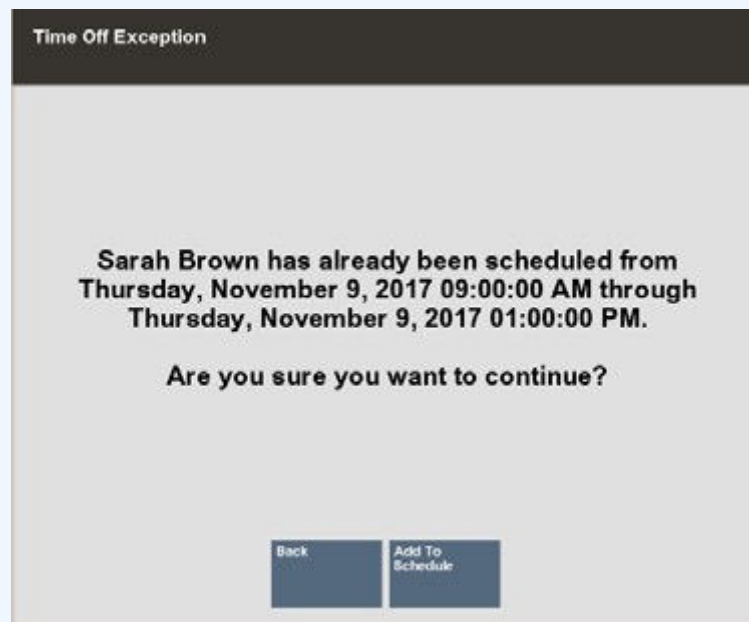 Time Off Exception
Sarah Brown has already been scheduled from
Thursday, November 9, 2017 09:00:00 AM through
Thursday, November 9, 2017 01:00:00 PM.
Are you sure you want to continue?
Back
Add To
Schedule